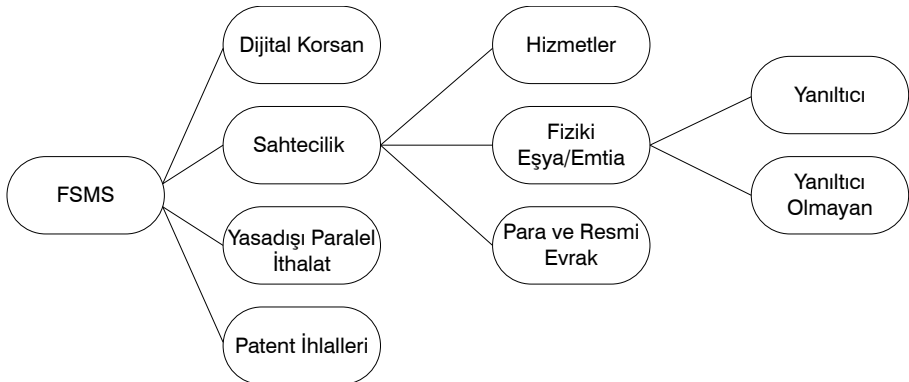 FSMS
Dijital Korsan
Sahtecilik
Yasadışı Paralel
İthalat
Patent İhlalleri
Hizmetler
Fiziki
Eşya/Emtia
Para ve Resmi
Evrak
Yanıltıcı
Yanıltıcı
Olmayan